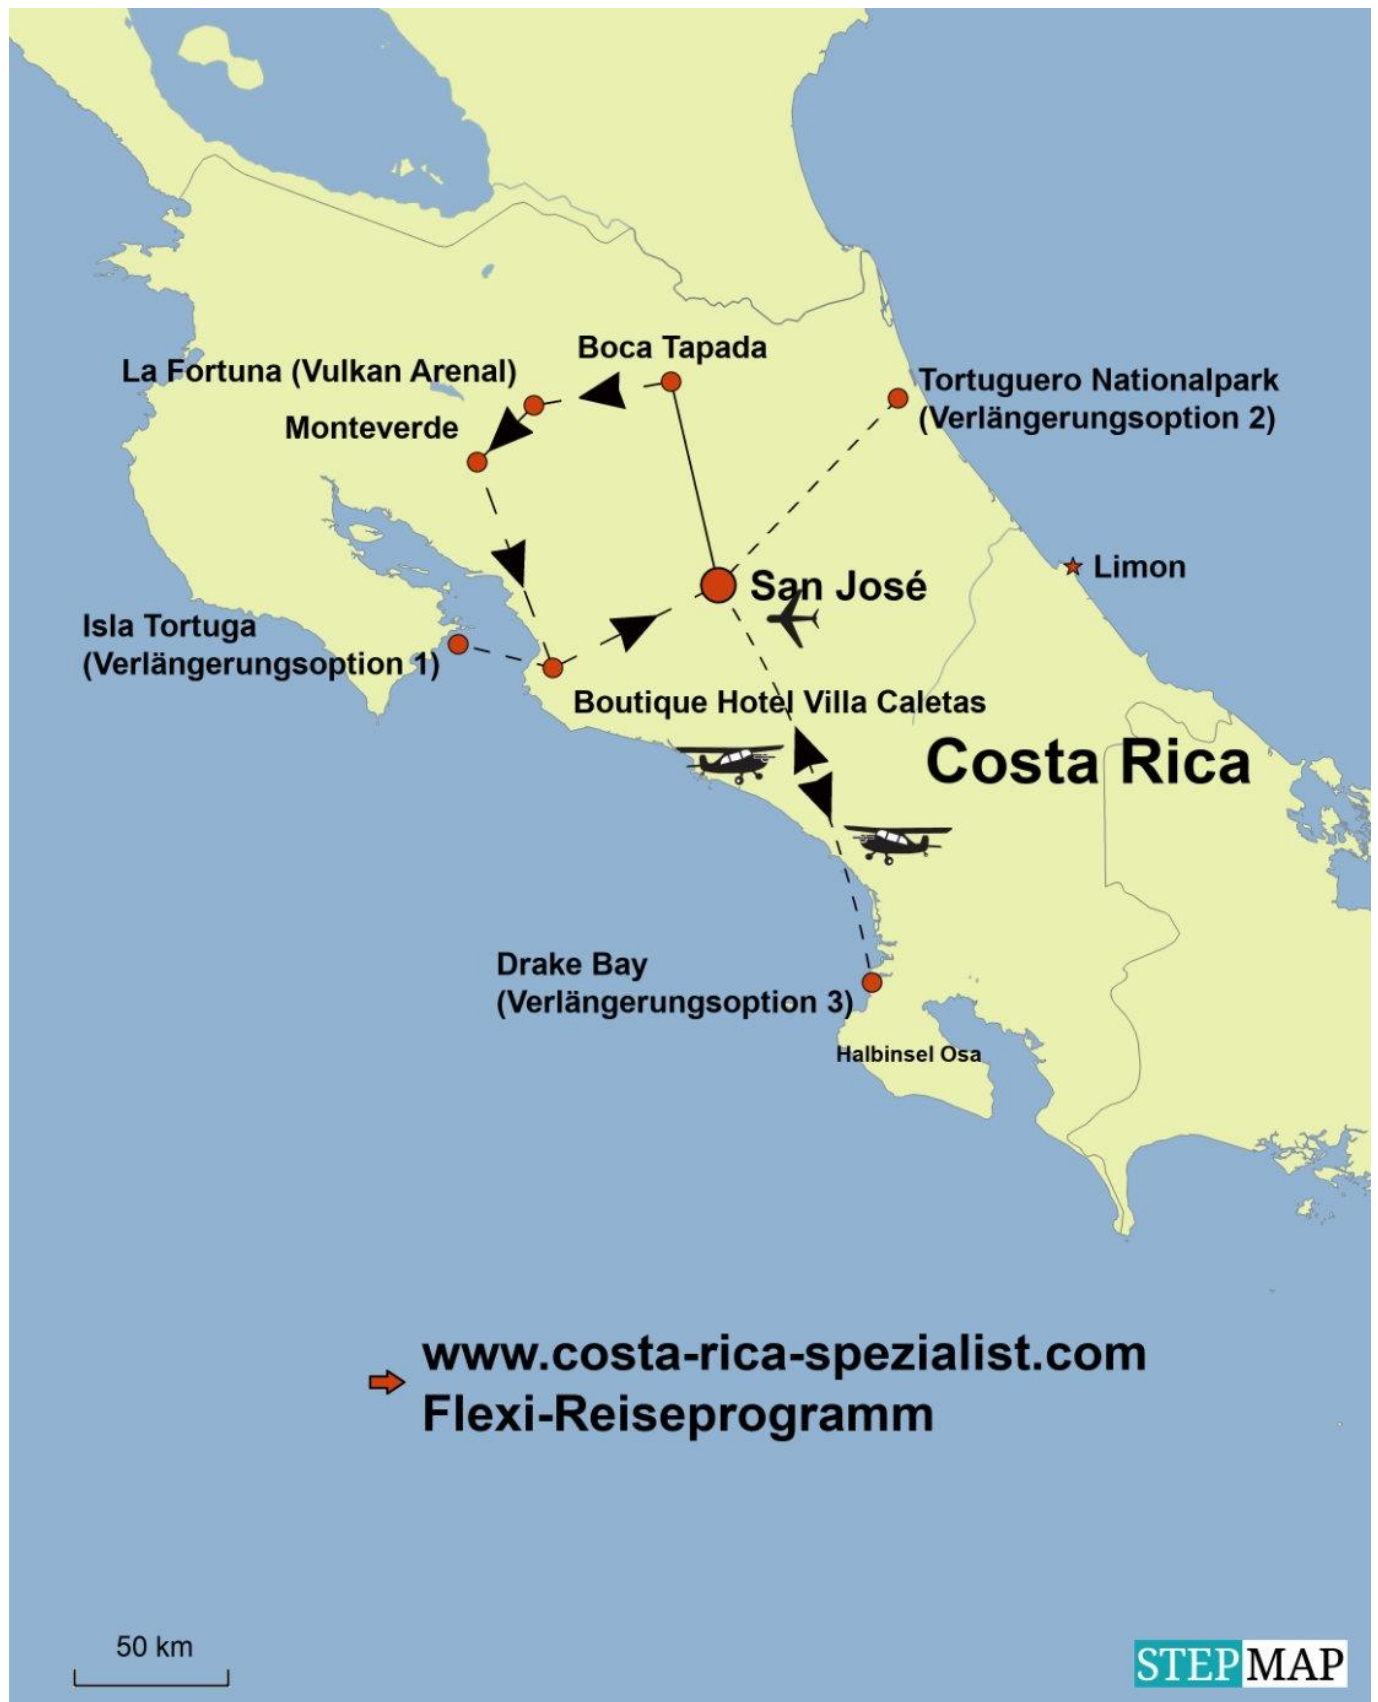 Boca Tapada
La Fortuna (Vulkan Arenal)
Tortuguero Nationalpark
(Verlängerungsoption 2)
Monteverde
Limon
San José
Isla Tortuga
(Verlängerungsoption 1)
Boutique Hotel Villa Caletas
Costa Rica
Drake Bay
(Verlängerungsoption 3)
Halbinsel Osa
www.costa-rica-spezialist.com
Flexi-Reiseprogramm
50 km
STEPMAP